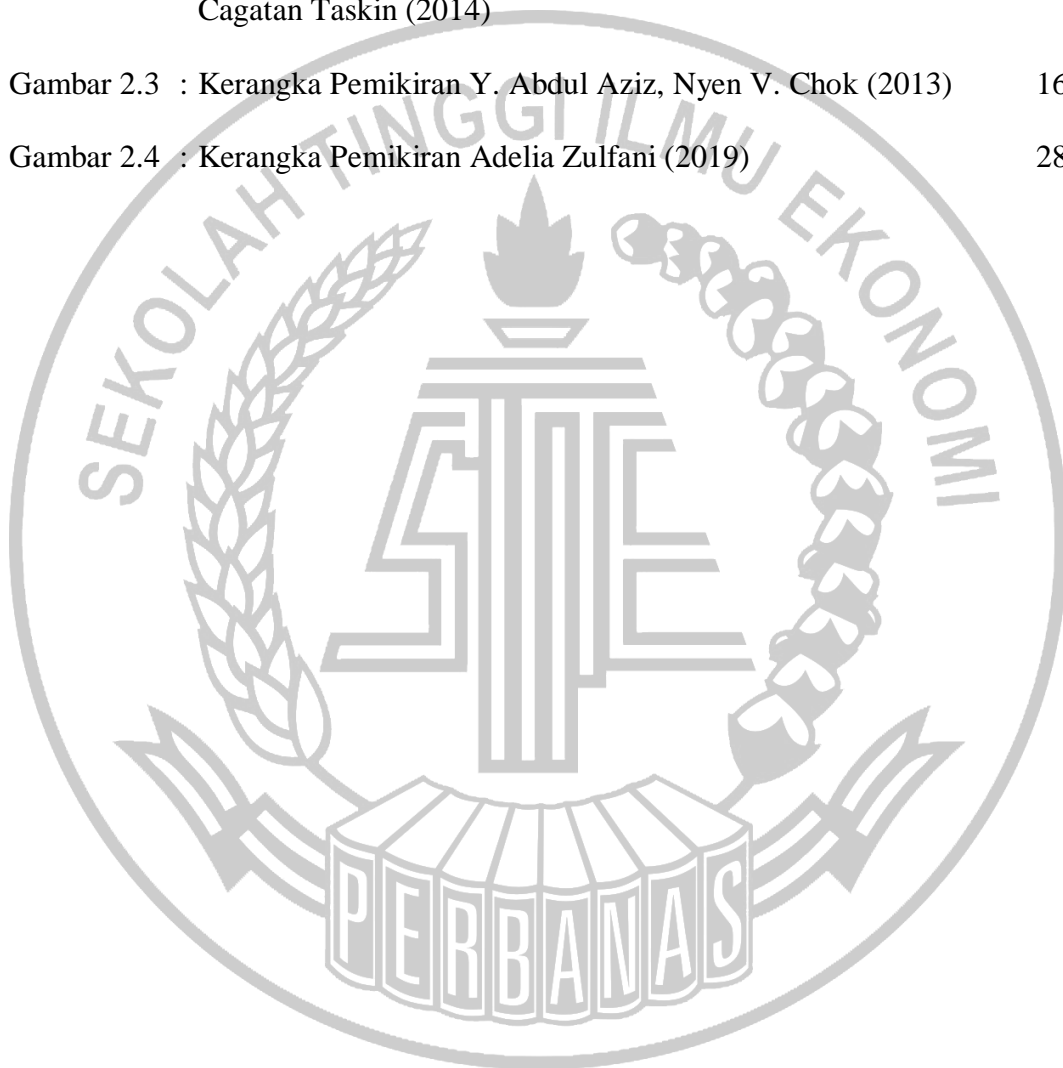 Cagatan Taskin (2014)
Gambar 2.3 : Kerangka Pemikiran Y. Abdul Aziz, Nyen V. Chok (2013) 16
Gambar 2.4 : Kerangka Pemikiran Adelia Zulfani (2019) 28
SEKOLAH TINGGI ILMU EKONOMI
STIE
PERBANAS